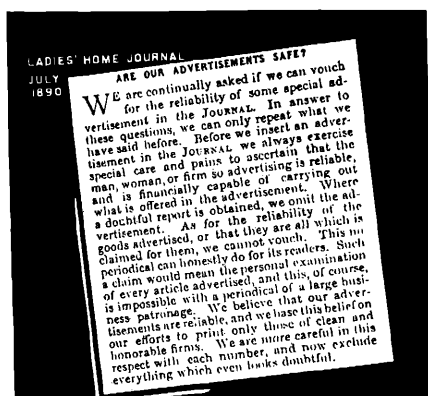 LADIES' HOME JOURNAL
JULY
1890
ARE OUR ADVERTISEMENTS SAFE?
WE are continually asked if we can vouch
for the reliability of some special ad-
vertisement in the JOURNAL. In answer to
these questions, we can only repeat what we
have said before. Before we insert an adver-
tisement in the JOURNAL we always exercise
special care and pains to ascertain that the
man, woman, or firm so advertising is reliable,
and is financially capable of carrying out
what is offered in the advertisement. Where
a doubtful report is obtained, we omit the ad-
vertisement. As for the reliability of the
goods advertised, or that they are all which is
claimed for them, we cannot vouch. This no
periodical can honestly do for its readers. Such
a claim would mean the personal examination
of every article advertised, and this, of course,
is impossible with a periodical of a large busi-
ness patronage. We believe that our adver-
tisements are reliable, and we base this belief on
our efforts to print only those of clean and
honorable firms. We are more careful in this
respect with each number, and now exclude
everything which even looks doubtful.